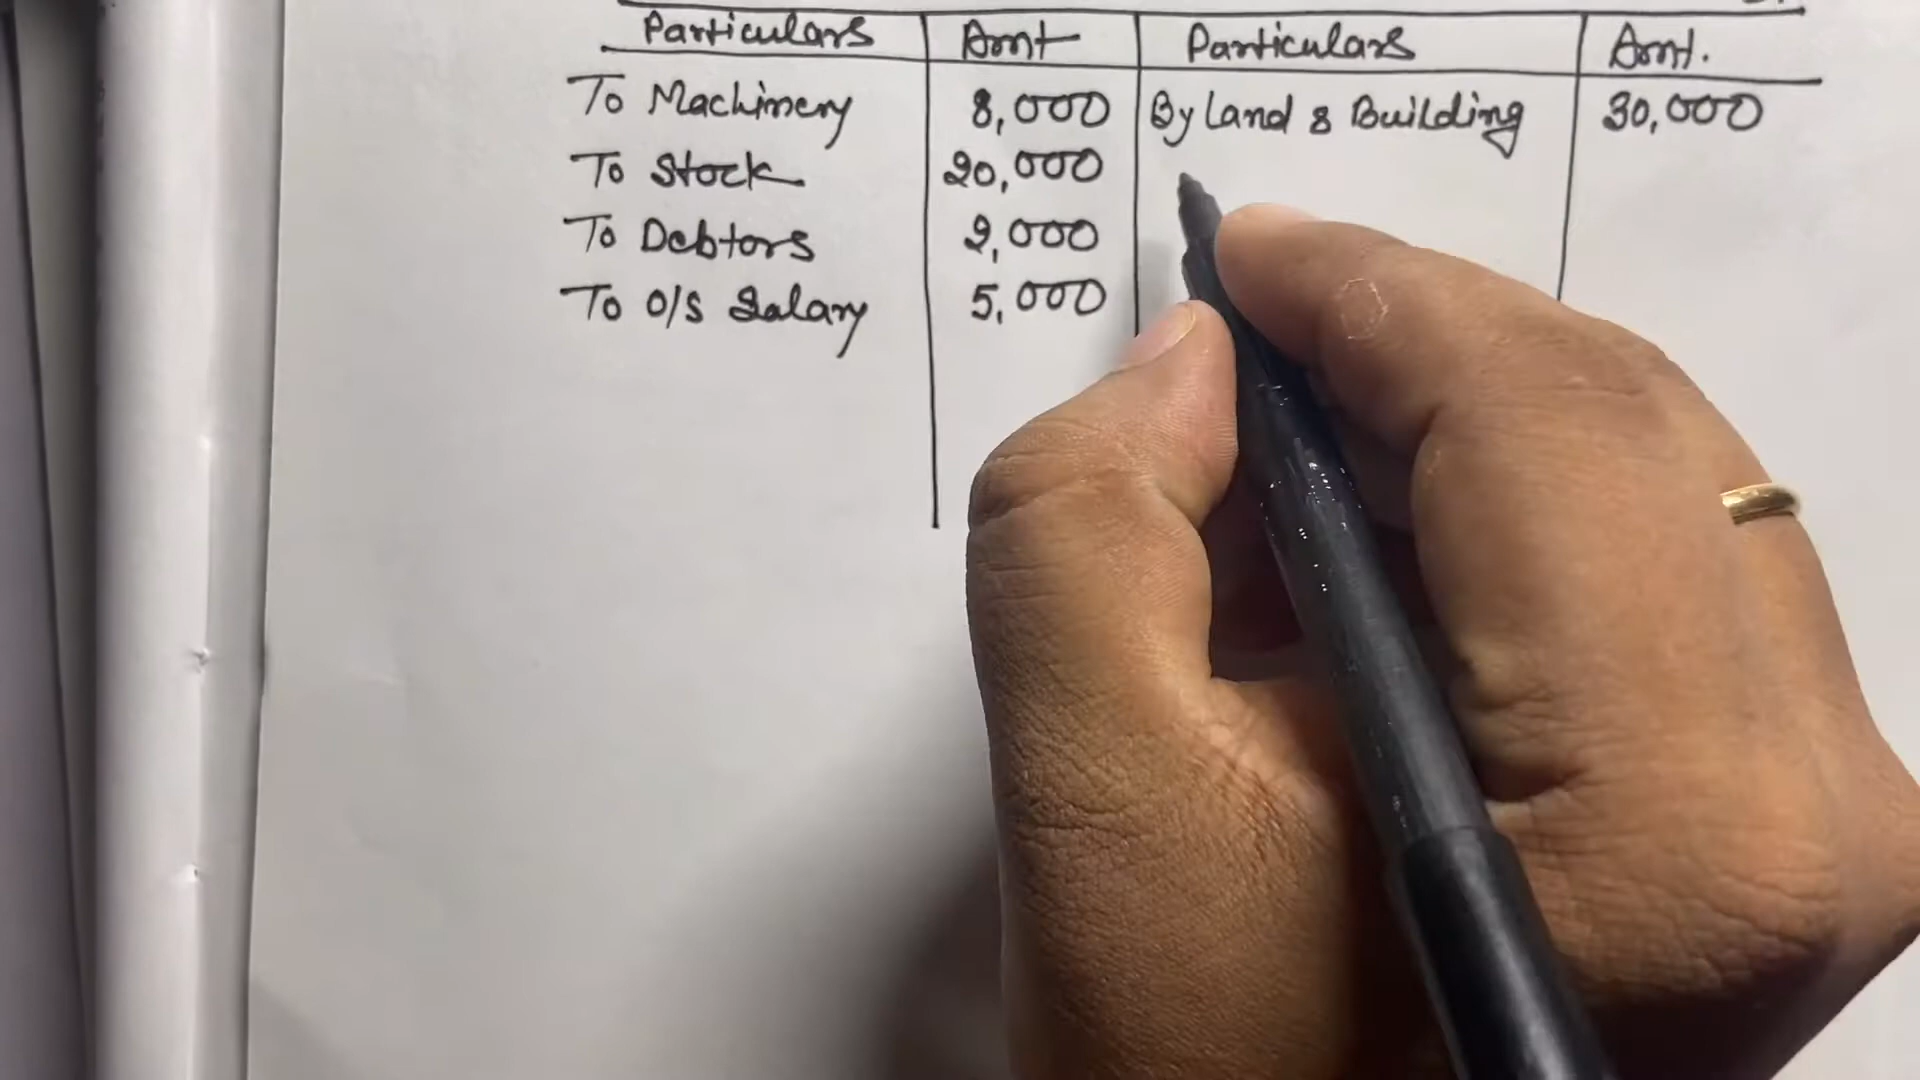 Particulars Amt Particulars Amt.
To Machinery 8,000 By Land & Building 30,000
To Stock 20,000
To Debtors 2,000
To O/S Salary 5,000